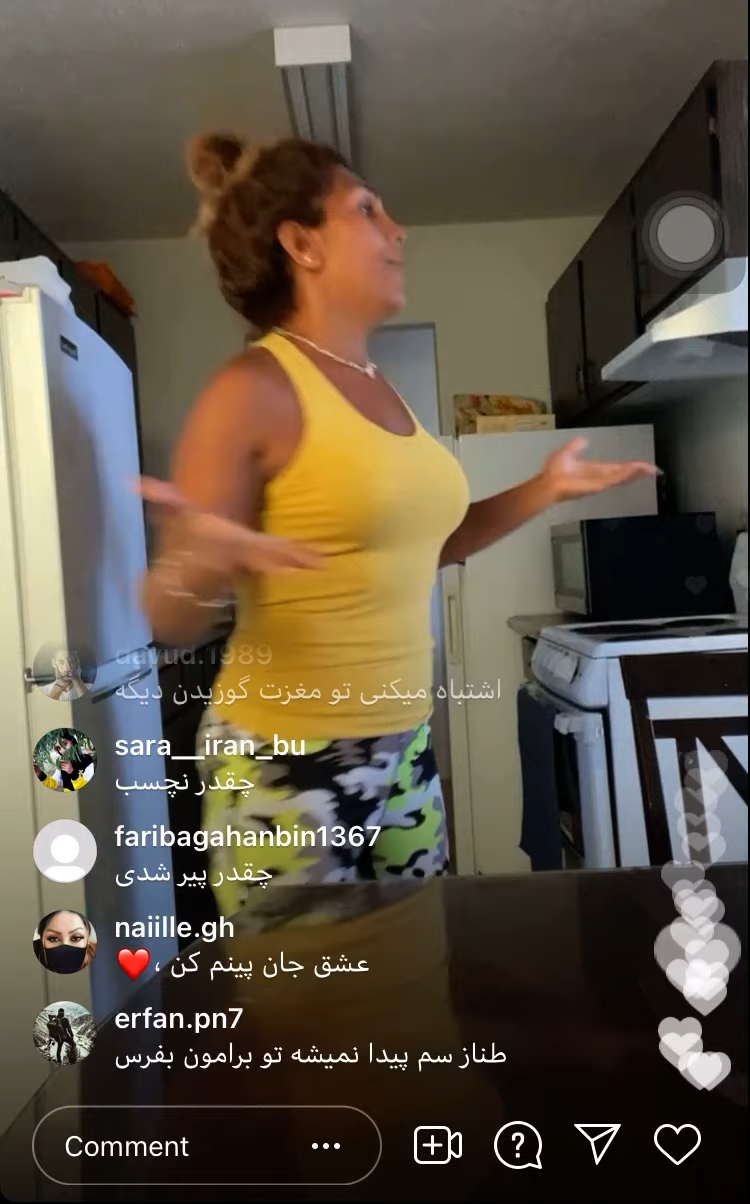 davud.1989
اشتباه میکنی تو مغزت گوزیدن دیگه
sara__iran_bu
چقدر نچسب
faribagahanbin1367
چقدر پیر شدی
naiille.gh
عشق جان پینم کن ، ❤️
erfan.pn7
طناز سم پیدا نمیشه تو برامون بفرس
Comment